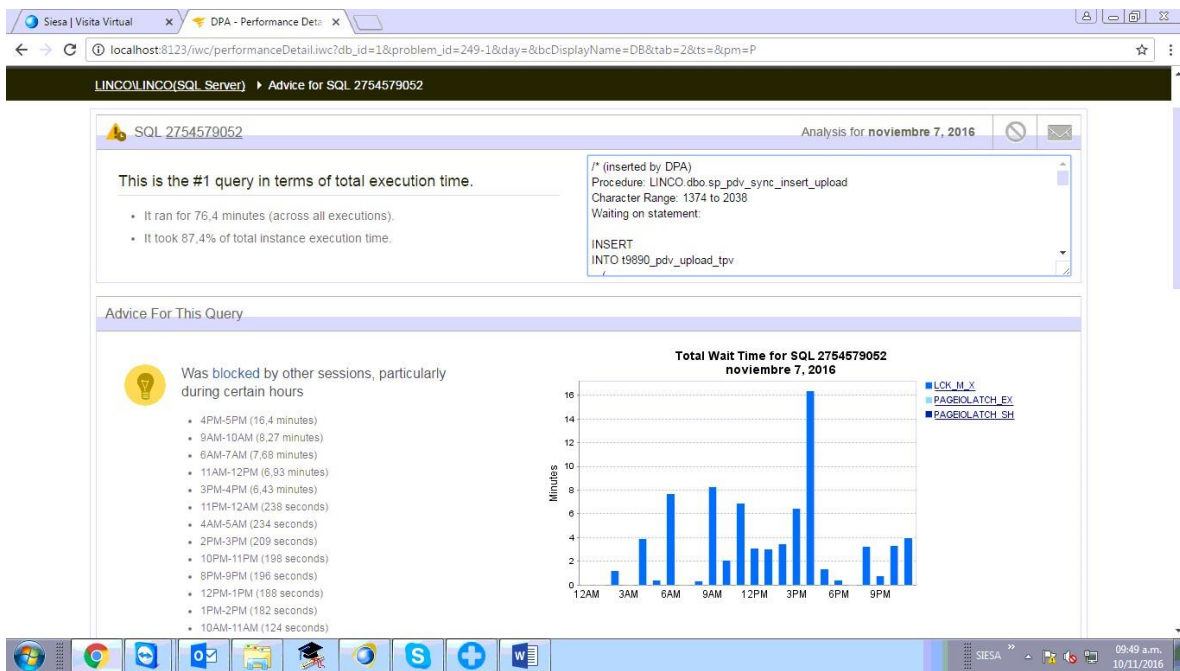 Siesa | Visita Virtual
DPA - Performance Deta
localhost:8123/iwc/performanceDetail.iwc?db_id=1&problem_id=249-1&day=&bcDisplayName=DB&tab=2&ts=&pm=P
LINCO\LINCO(SQL Server) Advice for SQL 2754579052
SQL 2754579052
Analysis for noviembre 7, 2016
This is the #1 query in terms of total execution time.
• It ran for 76,4 minutes (across all executions).
• It took 87,4% of total instance execution time.
/* (inserted by DPA)
Procedure: LINCO.dbo.sp_pdv_sync_insert_upload
Character Range: 1374 to 2038
Waiting on statement:
INSERT
INTO t9890_pdv_upload_tpv
Advice For This Query
Was blocked by other sessions, particularly
during certain hours
• 4PM-5PM (16,4 minutes)
• 9AM-10AM (8,27 minutes)
• 6AM-7AM (7,68 minutes)
• 11AM-12PM (6,93 minutes)
• 3PM-4PM (6,43 minutes)
• 11PM-12AM (238 seconds)
• 4AM-5AM (234 seconds)
• 2PM-3PM (209 seconds)
• 10PM-11PM (198 seconds)
• 8PM-9PM (196 seconds)
• 12PM-1PM (188 seconds)
• 1PM-2PM (182 seconds)
• 10AM-11AM (124 seconds)
Total Wait Time for SQL 2754579052
noviembre 7, 2016
Minutes
16
14
12
10
8
6
4
2
0
12AM 3AM 6AM 9AM 12PM 3PM 6PM 9PM
LCK_M_X
PAGEIOLATCH_EX
PAGEIOLATCH_SH
SIESA
09:49 a.m.
10/11/2016